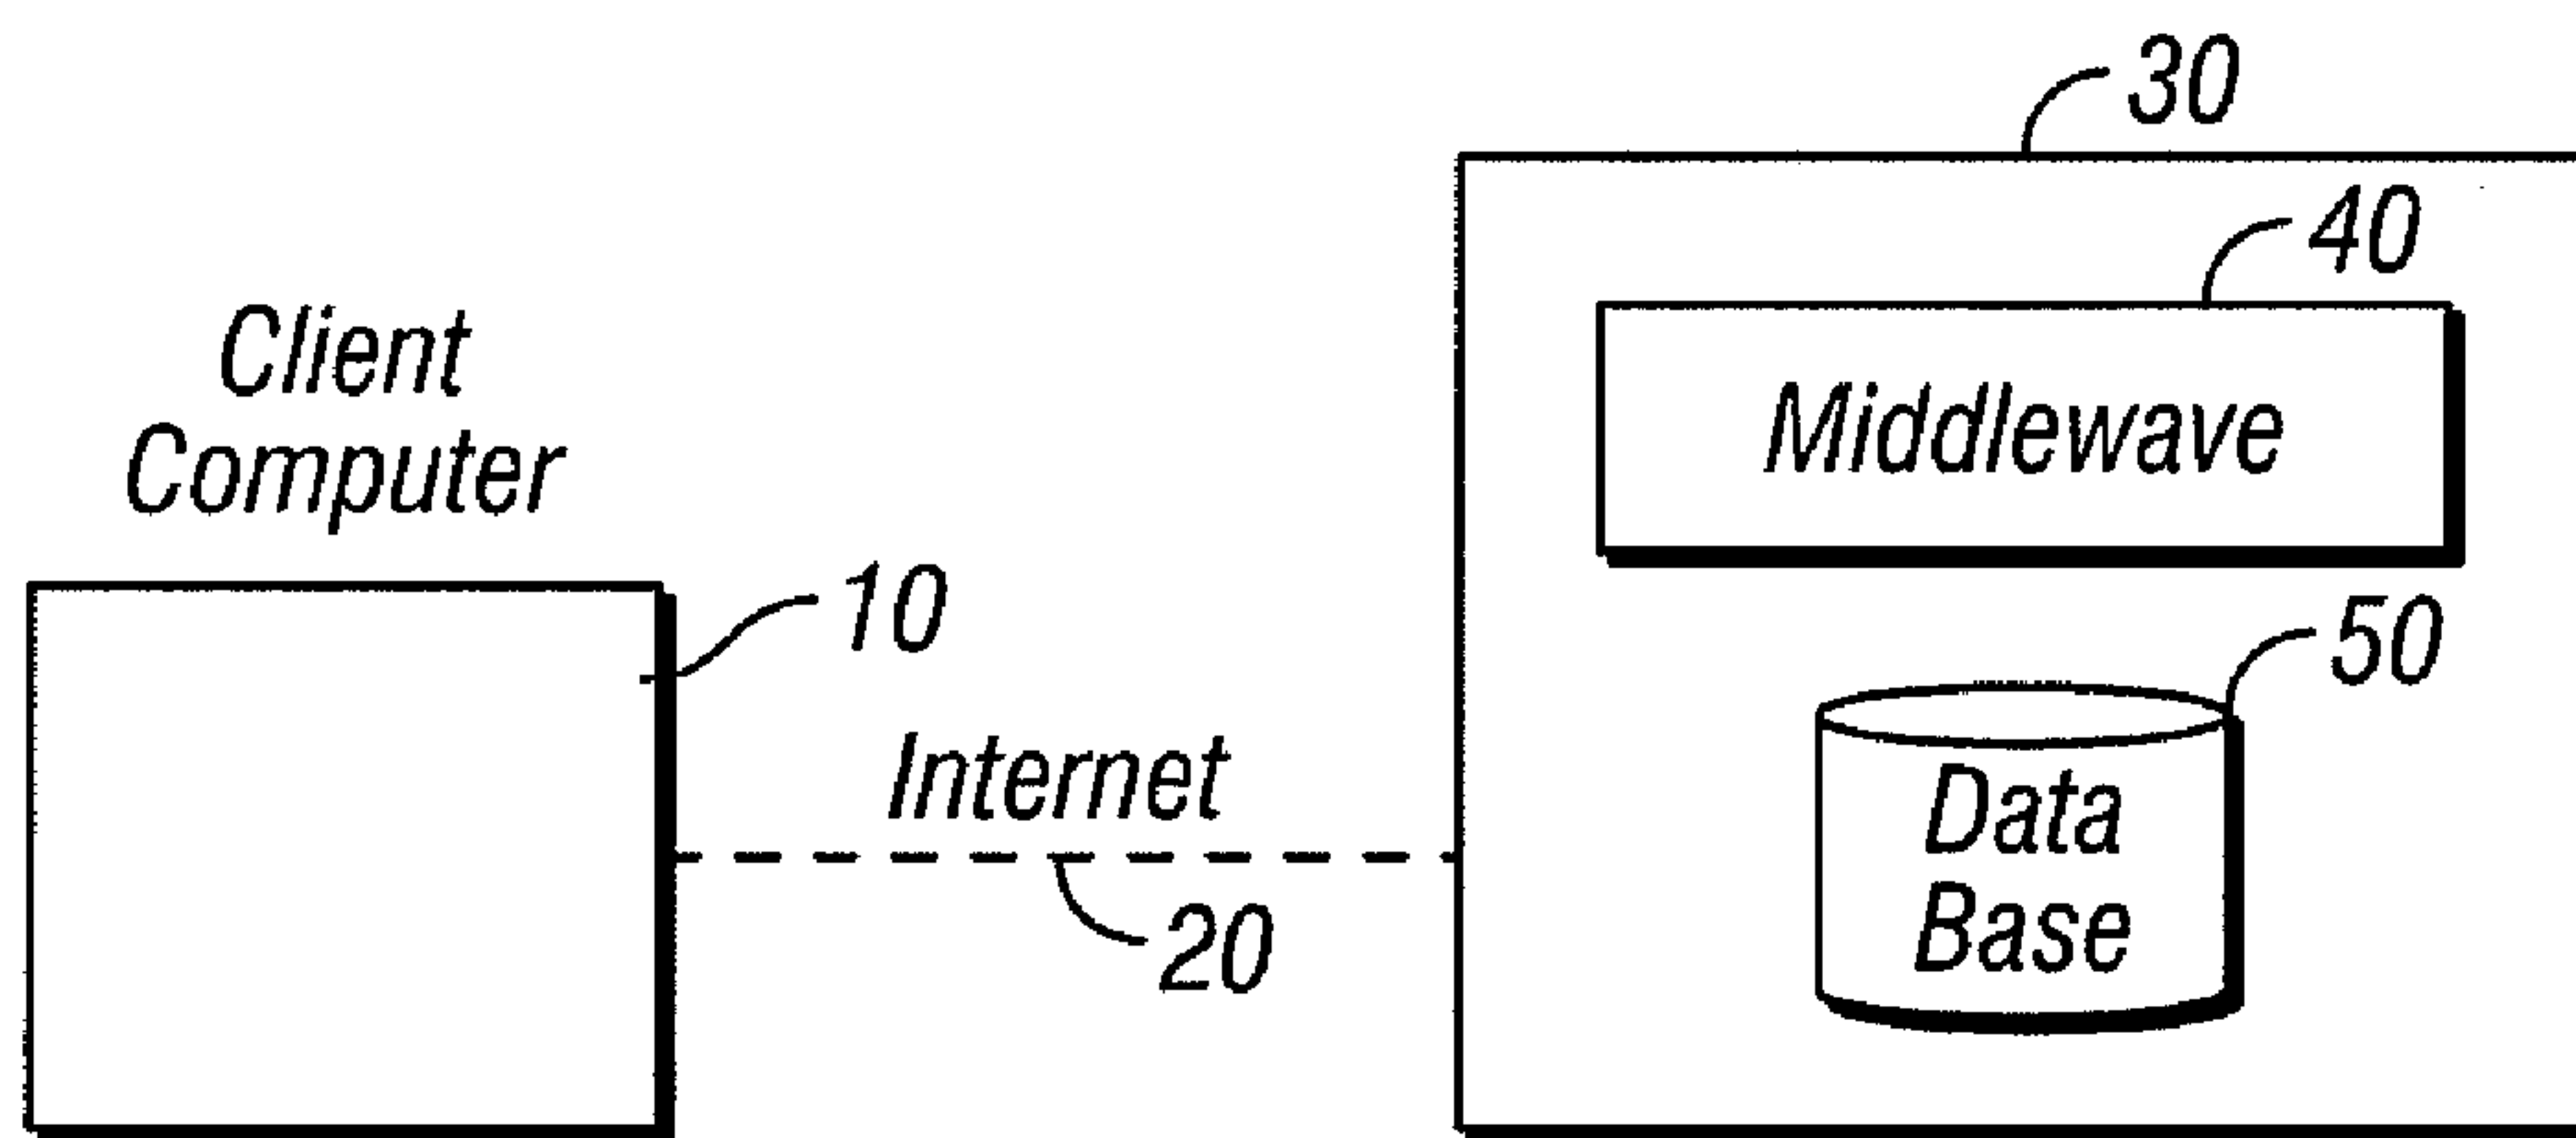 30
40
Client
Computer
Middlewave
10
50
Internet
20
Data
Base